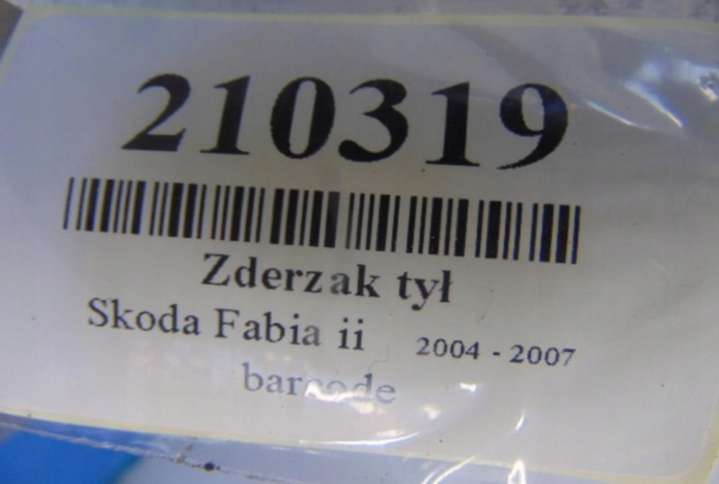 210319
Zderzak tył
Skoda Fabia ii 2004 - 2007
barcode